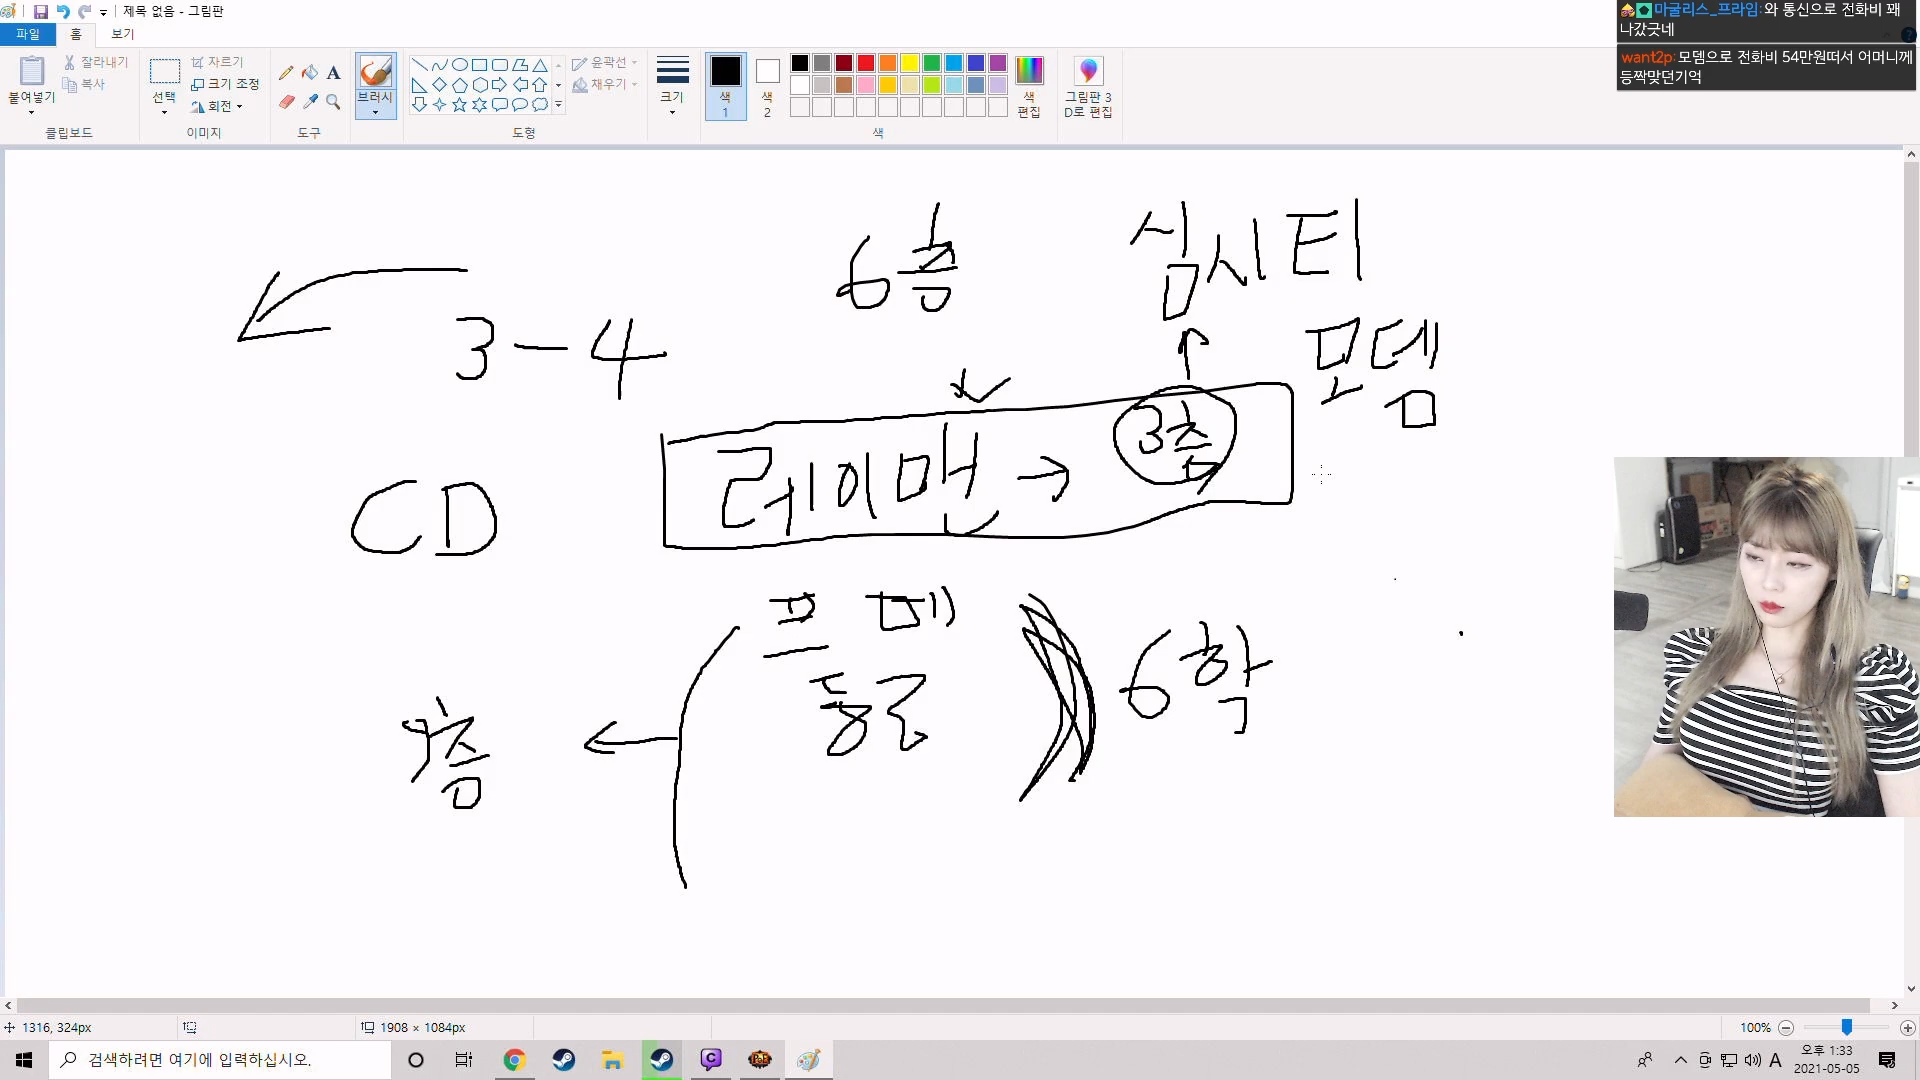 제목 없음 - 그림판
파일 홈 보기
붙여넣기
잘라내기
복사
클립보드
선택
자르기
크기 조정
회전
이미지
A
도구
브러시
윤곽선
채우기
도형
크기
색
1
색
2
색
편집
그림판 3
D로 편집
색
마굴리스_프라임: 와 통신으로 전화비 꽤
나갔긋네
want2p: 모뎀으로 전화비 54만원떠서 어머니께
등짝맞던기억
6층
심시티
3-4
모뎀
레이맨 → 3층
CD
프 메
6학
1316, 324px
1908 × 1084px
100%
검색하려면 여기에 입력하십시오.
A
오후 1:33
2021-05-05